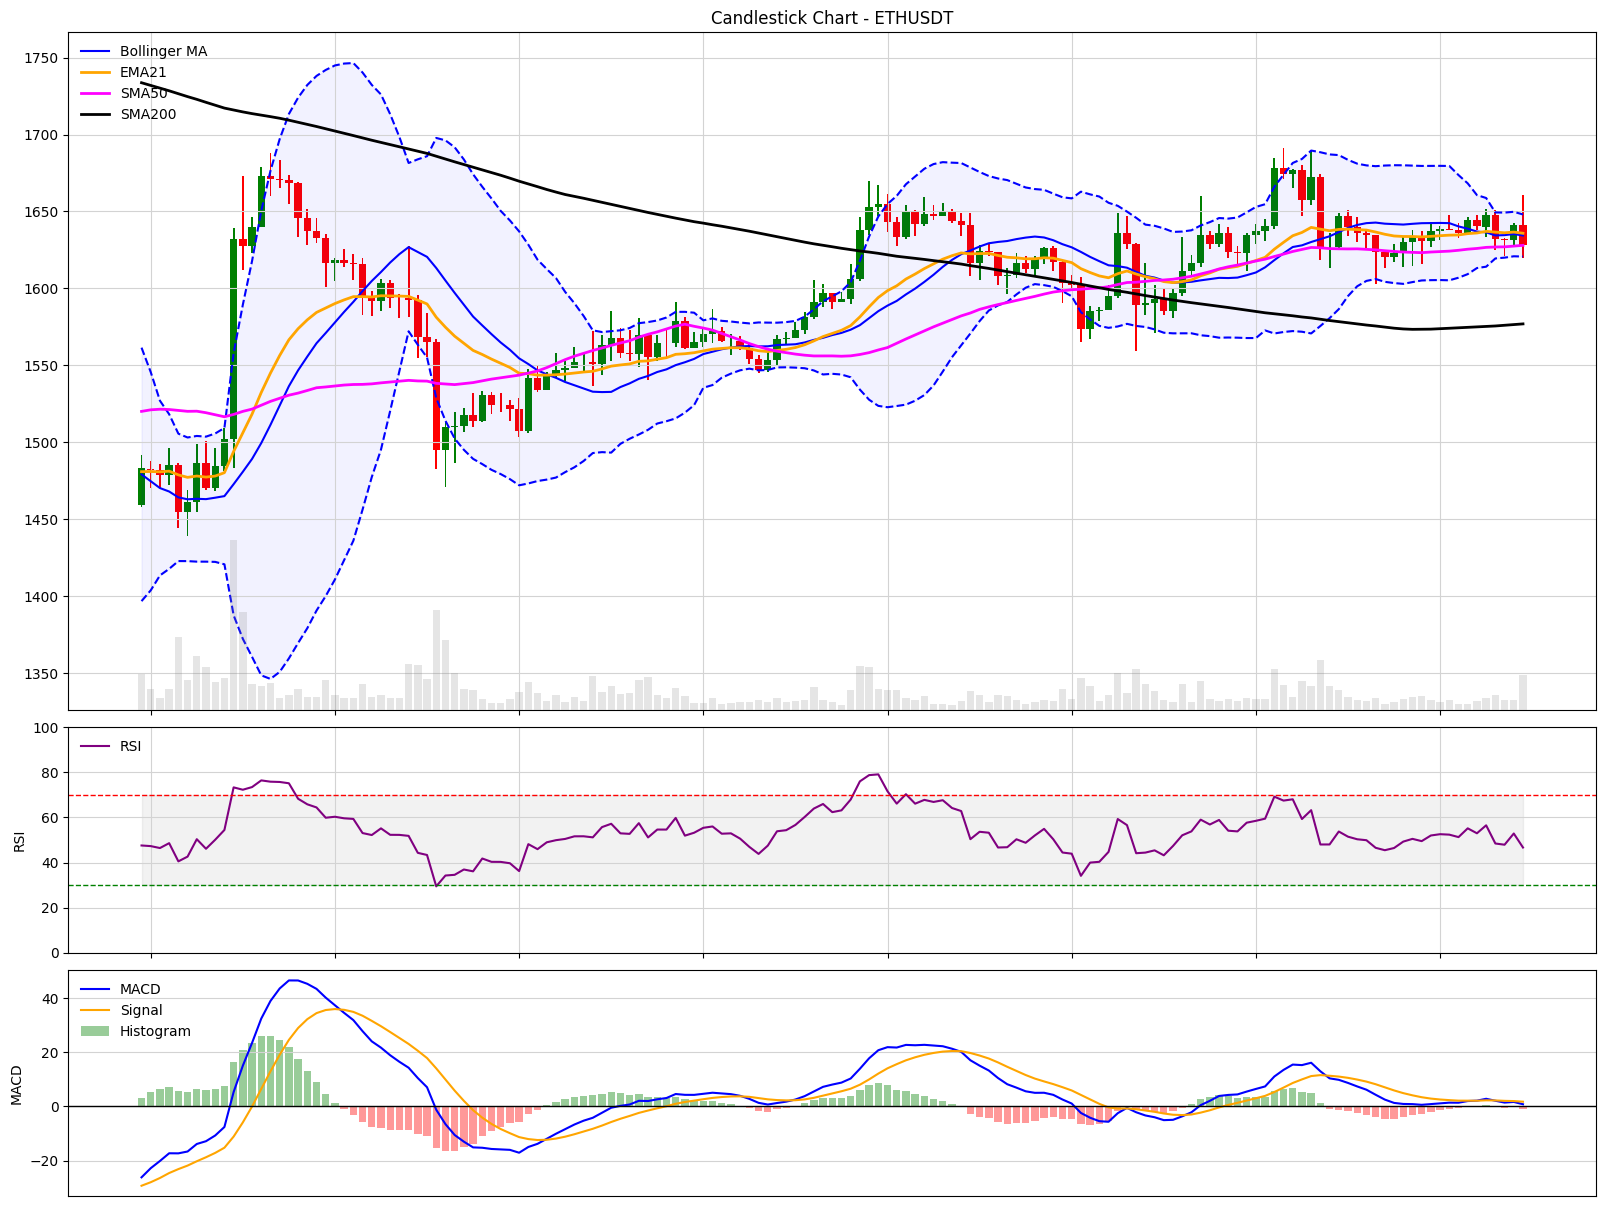 Candlestick Chart - ETHUSDT
Bollinger MA
EMA21
SMA50
SMA200
1750
1700
1650
1600
1550
1500
1450
1400
1350
RSI
100
80
60
40
20
0
RSI
MACD
Signal
Histogram
40
20
0
−20
MACD